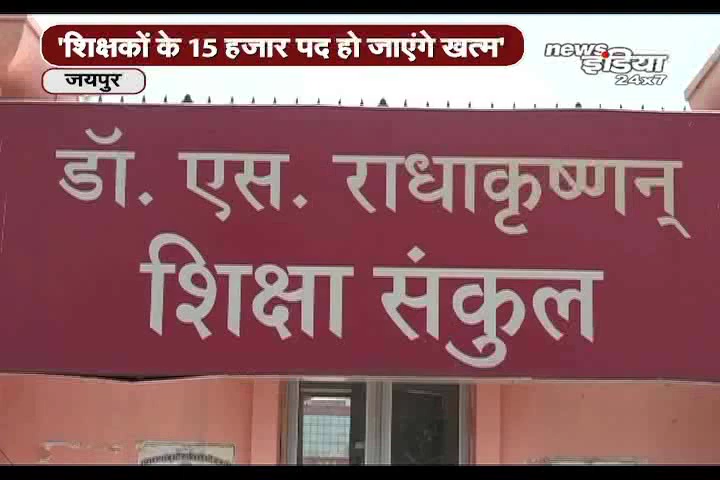 'शिक्षकों के 15 हजार पद हो जाएंगे खत्म'
जयपुर
news
इंडिया
24x7
डॉ. एस. राधाकृष्णन्
शिक्षा संकुल